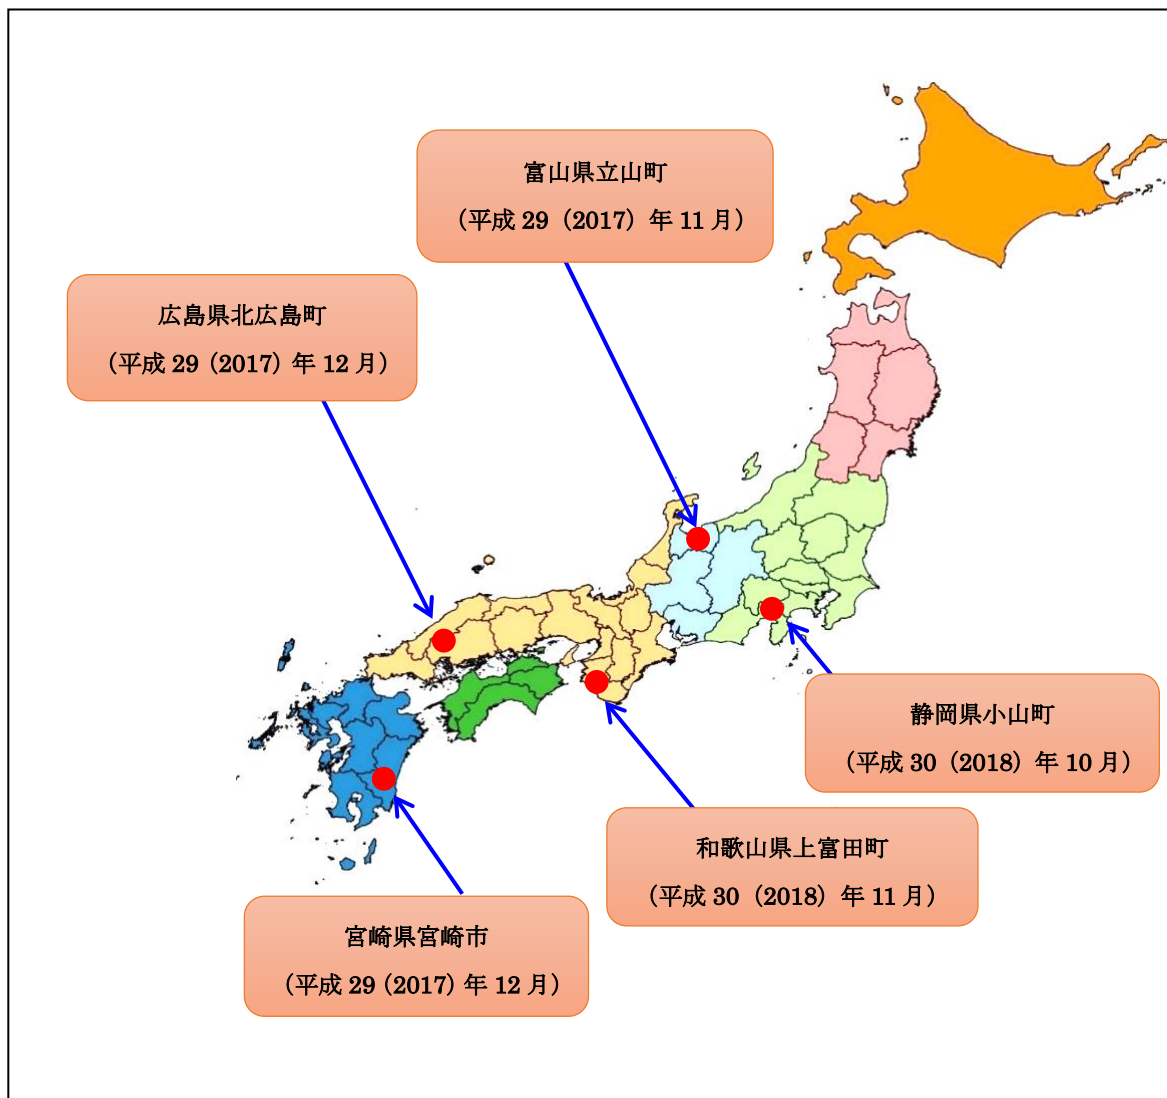 富山県立山町
（平成 29（2017）年 11 月）
広島県北広島町
（平成 29（2017）年 12 月）
静岡県小山町
（平成 30（2018）年 10 月）
和歌山県上富田町
（平成 30（2018）年 11 月）
宮崎県宮崎市
（平成 29（2017）年 12 月）